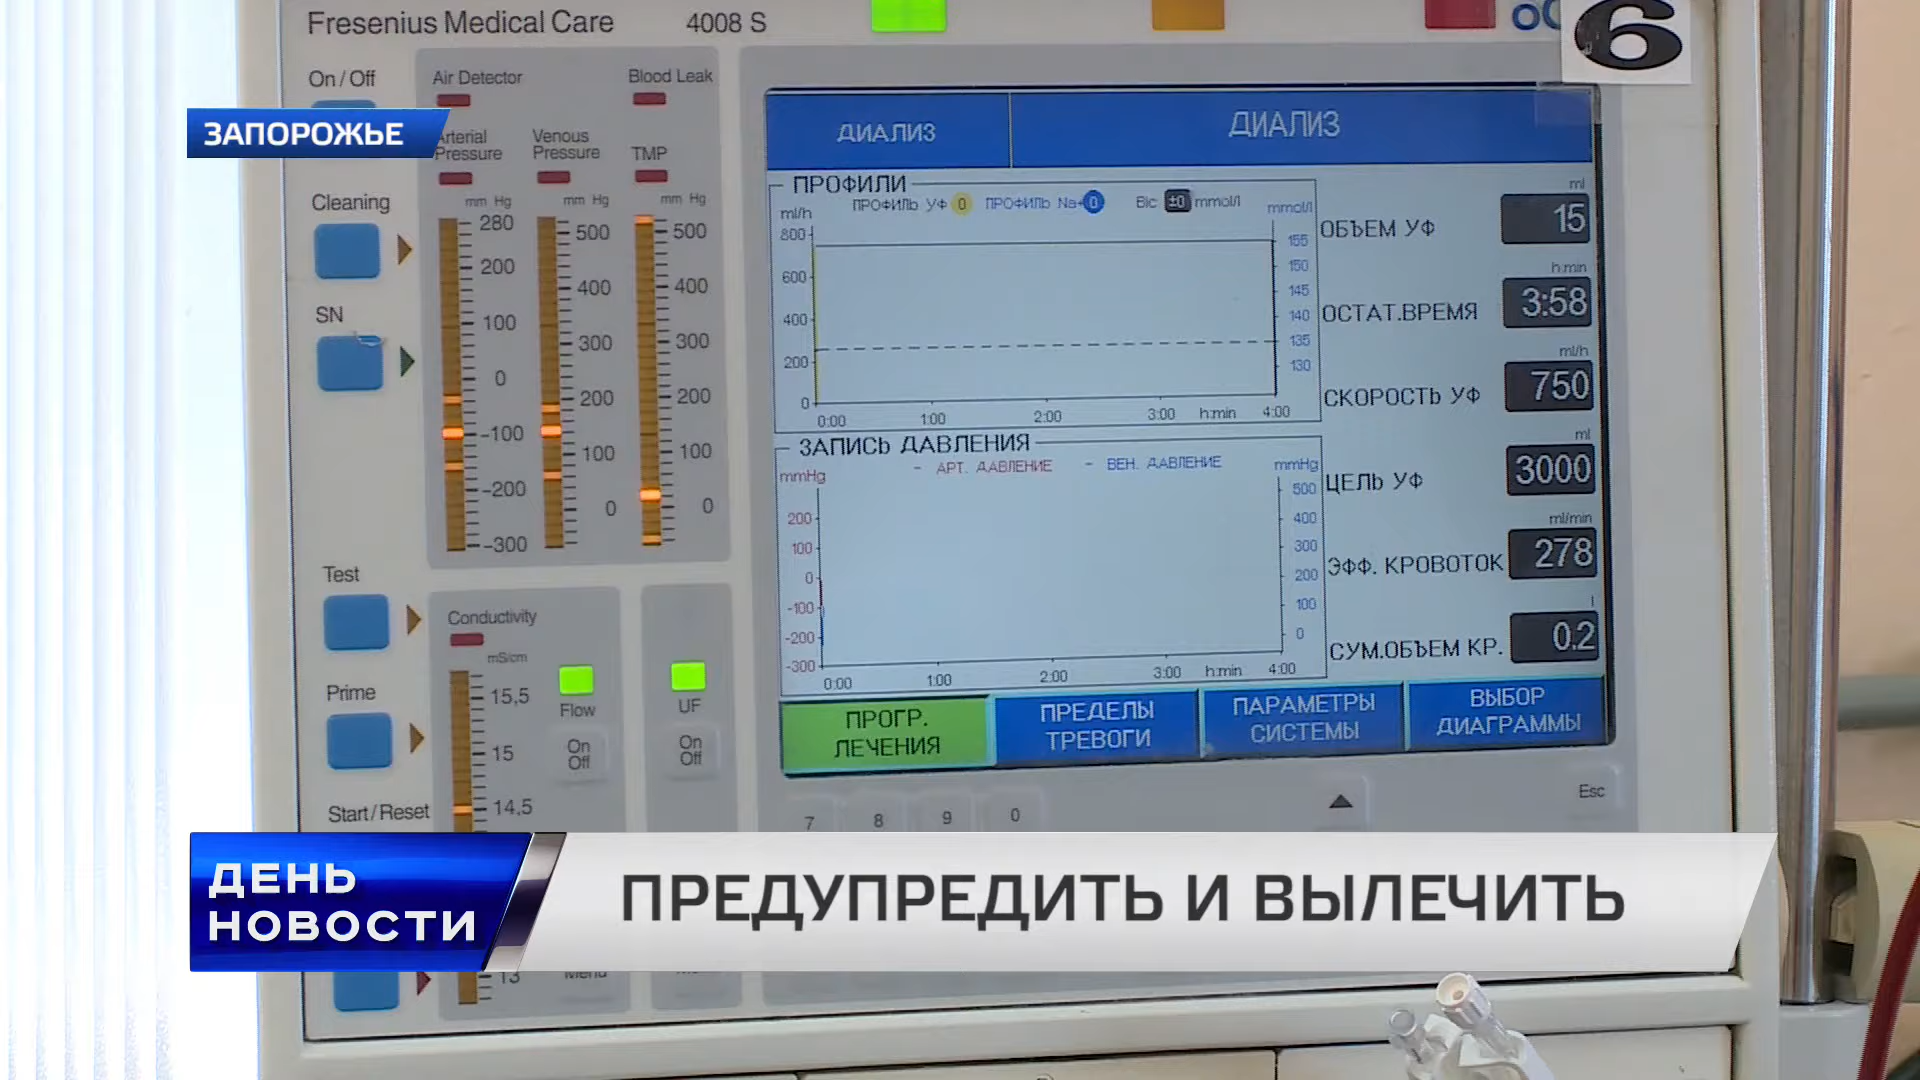 Fresenius Medical Care 4008 S
6
On / Off
Air Detector
Blood Leak
ЗАПОРОЖЬЕ
Arterial
Pressure
Venous
Pressure
TMP
Cleaning
SN
mm Hg
280
200
100
0
-100
-200
-300
mm Hg
500
400
300
200
100
0
mm Hg
500
400
300
200
100
0
Test
Prime
Start / Reset
Conductivity
mS/cm
15,5
15
14,5
13
Flow
On
Off
UF
On
Off
Menu
ДИАЛИЗ
ДИАЛИЗ
ПРОФИЛИ
ПРОФИЛЬ УФ 0 ПРОФИЛЬ Na+ 0 Bic ±0 mmol/l
ml/h
800
600
400
200
0
mmol/l
155
150
145
140
135
130
0:00 1:00 2:00 3:00 h:min 4:00
ЗАПИСЬ ДАВЛЕНИЯ
- АРТ. ДАВЛЕНИЕ - ВЕН. ДАВЛЕНИЕ
mmHg
200
100
0
-100
-200
-300
mmHg
500
400
300
200
100
0
0:00 1:00 2:00 3:00 h:min 4:00
ml
ОБЪЕМ УФ 15
h:min
ОСТАТ.ВРЕМЯ 3:58
ml/h
СКОРОСТЬ УФ 750
ml
ЦЕЛЬ УФ 3000
ml/min
ЭФФ. КРОВОТОК 278
l
СУМ.ОБЪЕМ КР. 0.2
ПРОГР.
ЛЕЧЕНИЯ
ПРЕДЕЛЫ
ТРЕВОГИ
ПАРАМЕТРЫ
СИСТЕМЫ
ВЫБОР
ДИАГРАММЫ
7 8 9 0
Esc
ДЕНЬ
НОВОСТИ
ПРЕДУПРЕДИТЬ И ВЫЛЕЧИТЬ